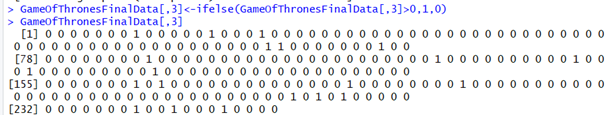 > GameOfThronesFinalData[,3]<-ifelse(GameOfThronesFinalData[,3]>0,1,0)
> GameOfThronesFinalData[,3]
[1] 0 0 0 0 0 0 0 1 0 0 0 0 0 1 0 0 0 1 0 0 0 0 0 0 0 0 0 0 0 0 0 0 0 0 0 0 0 0 0 0 0 0 0 0 0
0 0 0 0 0 0 0 0 0 0 0 0 0 0 0 0 0 0 0 0 1 1 0 0 0 0 0 0 0 1 0 0
[78] 0 0 0 0 0 0 0 0 1 0 0 0 0 0 0 0 0 0 0 0 0 0 0 0 0 0 0 0 0 0 0 1 0 0 0 0 0 0 0 0 0 0 1 0 0
0 1 0 0 0 0 0 0 0 0 0 1 0 0 0 0 0 0 0 0 0 0 0 0 0 0 0 0 0 0 0 0
[155] 0 0 0 0 0 0 0 1 0 1 0 0 0 0 0 0 0 0 0 0 0 0 0 0 1 0 0 0 0 0 0 0 0 1 0 0 0 0 0 0 0 0 0 0 0
0 0 0 0 0 0 0 0 0 0 0 0 0 0 0 0 0 0 0 0 0 0 1 0 1 0 1 0 0 0 0 0
[232] 0 0 0 0 0 0 0 1 0 0 1 0 0 0 1 0 0 0 0